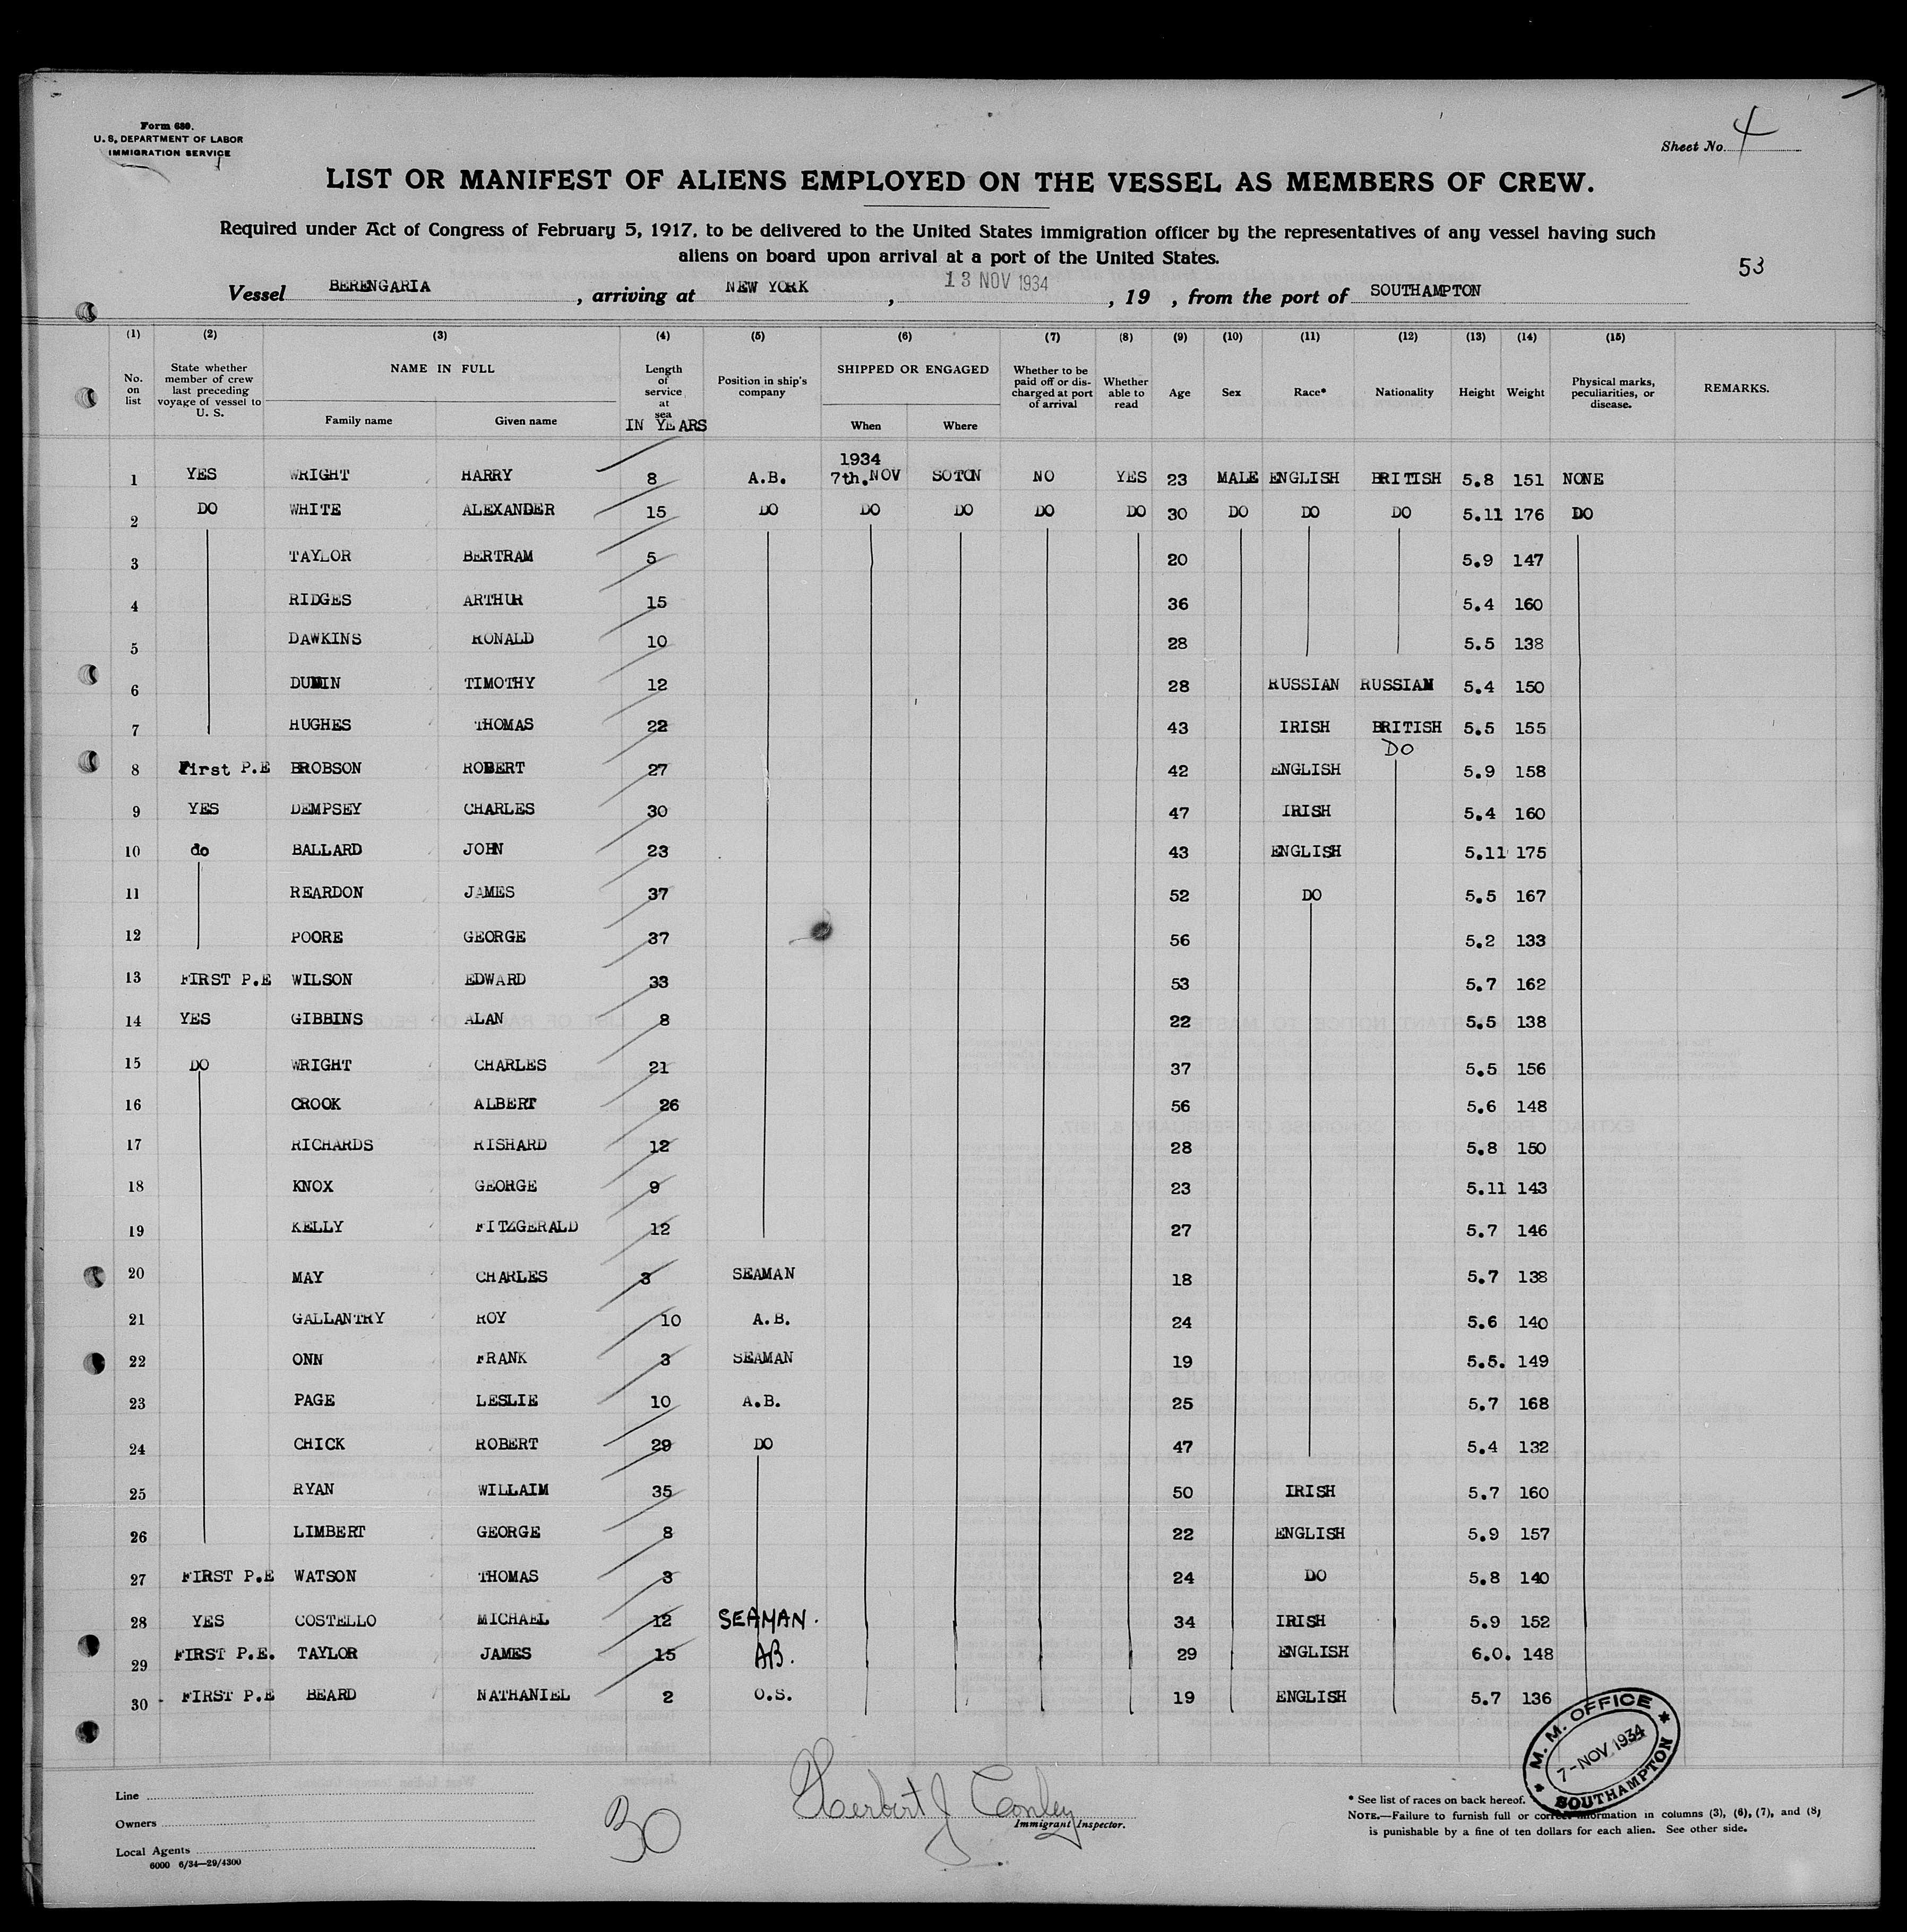 Form 680.
U. S. DEPARTMENT OF LABOR
IMMIGRATION SERVICE
Sheet No. 4
LIST OR MANIFEST OF ALIENS EMPLOYED ON THE VESSEL AS MEMBERS OF CREW.
Required under Act of Congress of February 5, 1917, to be delivered to the United States immigration officer by the representatives of any vessel having such
aliens on board upon arrival at a port of the United States.
53
Vessel BERENGARIA , arriving at NEW YORK , 13 NOV 1934 , 19 , from the port of SOUTHAMPTON
(1) (2) (3) (4) (5) (6) (7) (8) (9) (10) (11) (12) (13) (14) (15)
No. on list State whether member of crew last preceding voyage of vessel to U. S. NAME IN FULL Family name Given name Length of service at sea IN YEARS Position in ship's company SHIPPED OR ENGAGED When Where Whether to be paid off or discharged at port of arrival Whether able to read Age Sex Race* Nationality Height Weight Physical marks, peculiarities, or disease. REMARKS.
1934
1 YES WRIGHT HARRY 8 A.B. 7th.NOV SOTON NO YES 23 MALE ENGLISH BRITISH 5.8 151 NONE
2 DO WHITE ALEXANDER 15 DO DO DO DO DO 30 DO DO DO 5.11 176 DO
3 TAYLOR BERTRAM 5 20 5.9 147
4 RIDGES ARTHUR 15 36 5.4 160
5 DAWKINS RONALD 10 28 5.5 138
6 TIMOTHY 12 28 RUSSIAN RUSSIAN 5.4 150
7 HUGHES THOMAS 22 43 IRISH BRITISH 5.5 155
DO
8 First P.E BROBSON ROBERT 27 42 ENGLISH 5.9 158
9 YES DEMPSEY CHARLES 30 47 IRISH 5.4 160
10 do BALLARD JOHN 23 43 ENGLISH 5.11 175
11 REARDON JAMES 37 52 DO 5.5 167
12 POORE GEORGE 37 56 5.2 133
13 FIRST P.E WILSON EDWARD 33 53 5.7 162
14 YES GIBBINS ALAN 8 22 5.5 138
15 DO WRIGHT CHARLES 21 37 5.5 156
16 CROOK ALBERT 26 56 5.6 148
17 RICHARDS RISHARD 12 28 5.8 150
18 KNOX GEORGE 9 23 5.11 143
19 KELLY FITZGERALD 12 27 5.7 146
20 MAY CHARLES 3 SEAMAN 18 5.7 138
21 GALLANTRY ROY 10 A.B. 24 5.6 140
22 ONN FRANK 3 SEAMAN 19 5.5. 149
23 PAGE LESLIE 10 A.B. 25 5.7 168
24 CHICK ROBERT 29 DO 47 5.4 132
25 RYAN WILLAIM 35 50 IRISH 5.7 160
26 LIMBERT GEORGE 8 22 ENGLISH 5.9 157
27 FIRST P.E WATSON THOMAS 3 24 DO 5.8 140
28 YES COSTELLO MICHAEL 12 SEAMAN. 34 IRISH 5.9 152
29 FIRST P.E. TAYLOR JAMES 15 AB. 29 ENGLISH 6.0. 148
30 FIRST P.E BEARD NATHANIEL 2 O.S. 19 ENGLISH 5.7 136
M. M. OFFICE
7-NOV 1934
SOUTHAMPTON
Line
Owners
Local Agents
6000 6/34—29/4300
30
Herbert J Conley
Immigrant Inspector.
* See list of races on back hereof.
NOTE.—Failure to furnish full or correct information in columns (3), (6), (7), and (8)
is punishable by a fine of ten dollars for each alien. See other side.